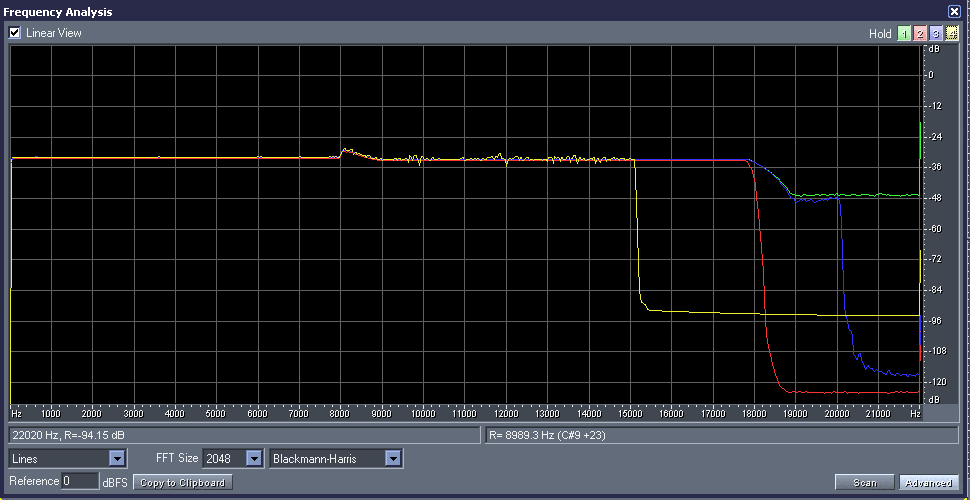 Frequency Analysis
Linear View
Hold 1 2 3 4
dB
-0
-12
-24
-36
-48
-60
-72
-84
-96
-108
-120
dB
Hz 1000 2000 3000 4000 5000 6000 7000 8000 9000 10000 11000 12000 13000 14000 15000 16000 17000 18000 19000 20000 21000 Hz
22020 Hz, R=-94.15 dB
R= 8989.3 Hz (C#9 +23)
Lines
FFT Size 2048
Blackmann-Harris
Reference 0 dBFS
Copy to Clipboard
Scan
Advanced